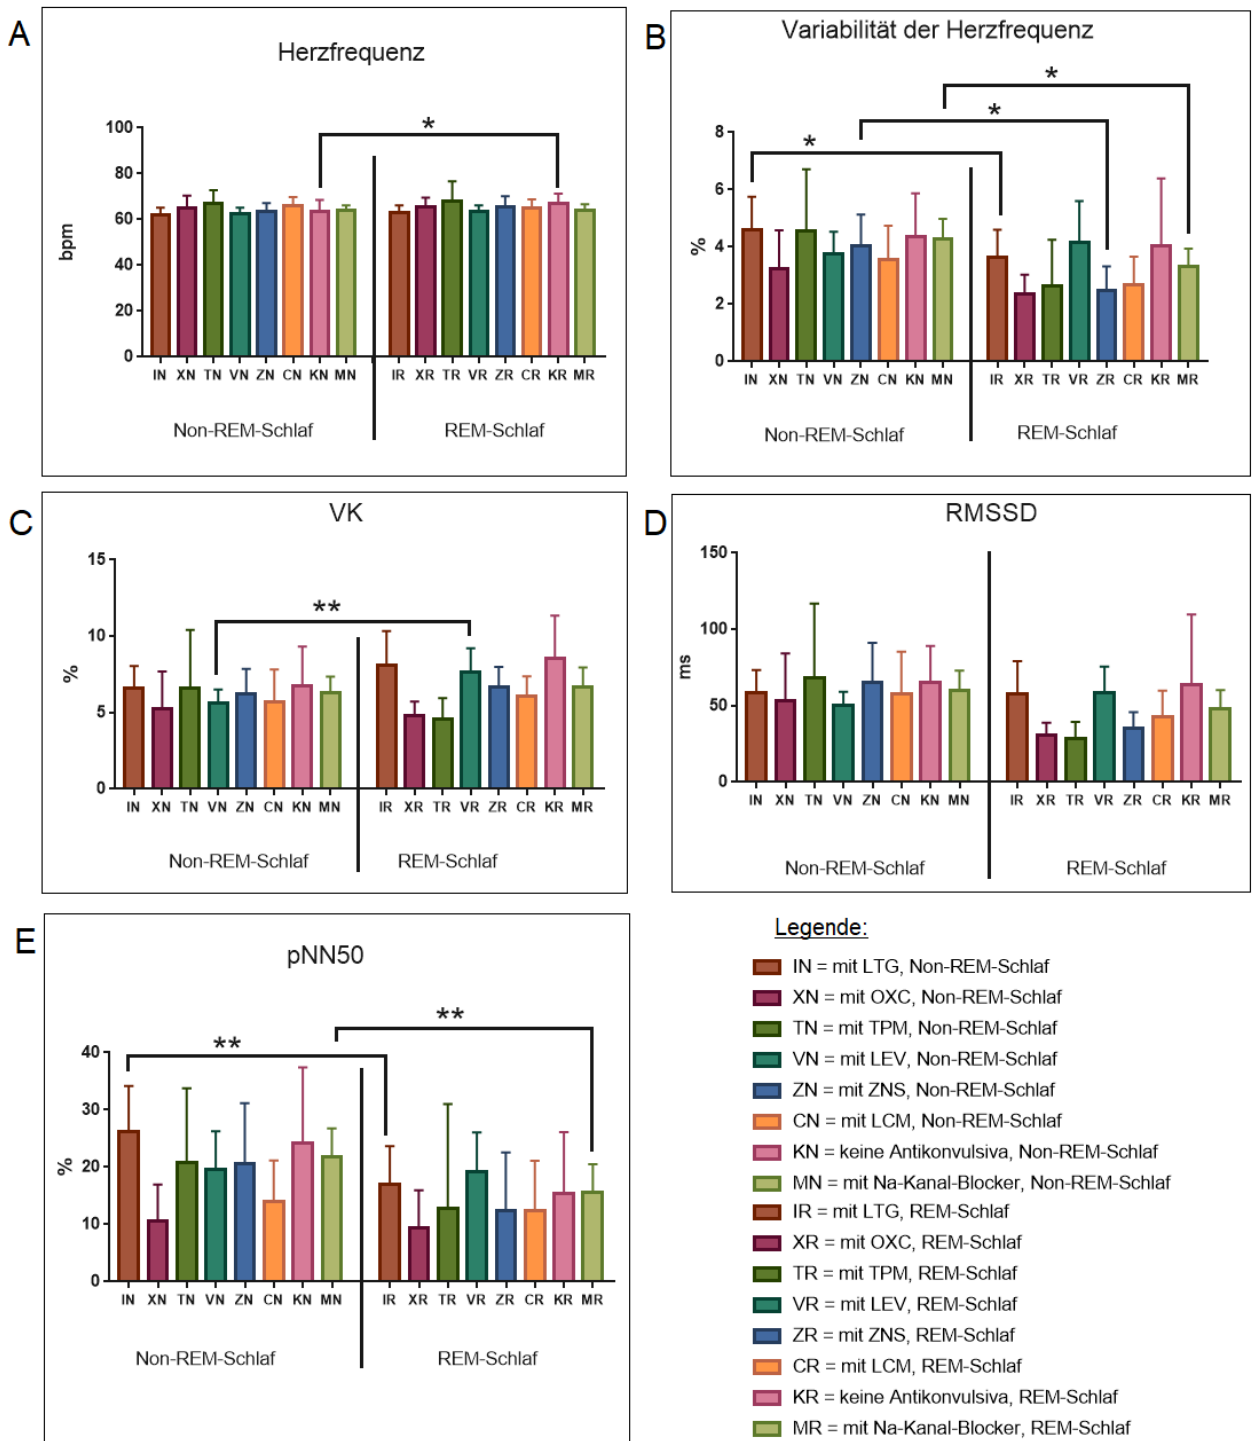 A
Herzfrequenz
*
100
80
60
40
20
0
bpm
IN XN TN VN ZN CN KN MN IR XR TR VR ZR CR KR MR
Non-REM-Schlaf REM-Schlaf
B
Variabilität der Herzfrequenz
*
*
*
8
6
4
2
0
%
IN XN TN VN ZN CN KN MN IR XR TR VR ZR CR KR MR
Non-REM-Schlaf REM-Schlaf
C
VK
**
15
10
5
0
%
IN XN TN VN ZN CN KN MN IR XR TR VR ZR CR KR MR
Non-REM-Schlaf REM-Schlaf
D
RMSSD
150
100
50
0
ms
IN XN TN VN ZN CN KN MN IR XR TR VR ZR CR KR MR
Non-REM-Schlaf REM-Schlaf
E
pNN50
**
**
40
30
20
10
0
%
IN XN TN VN ZN CN KN MN IR XR TR VR ZR CR KR MR
Non-REM-Schlaf REM-Schlaf
Legende:
IN = mit LTG, Non-REM-Schlaf
XN = mit OXC, Non-REM-Schlaf
TN = mit TPM, Non-REM-Schlaf
VN = mit LEV, Non-REM-Schlaf
ZN = mit ZNS, Non-REM-Schlaf
CN = mit LCM, Non-REM-Schlaf
KN = keine Antikonvulsiva, Non-REM-Schlaf
MN = mit Na-Kanal-Blocker, Non-REM-Schlaf
IR = mit LTG, REM-Schlaf
XR = mit OXC, REM-Schlaf
TR = mit TPM, REM-Schlaf
VR = mit LEV, REM-Schlaf
ZR = mit ZNS, REM-Schlaf
CR = mit LCM, REM-Schlaf
KR = keine Antikonvulsiva, REM-Schlaf
MR = mit Na-Kanal-Blocker, REM-Schlaf